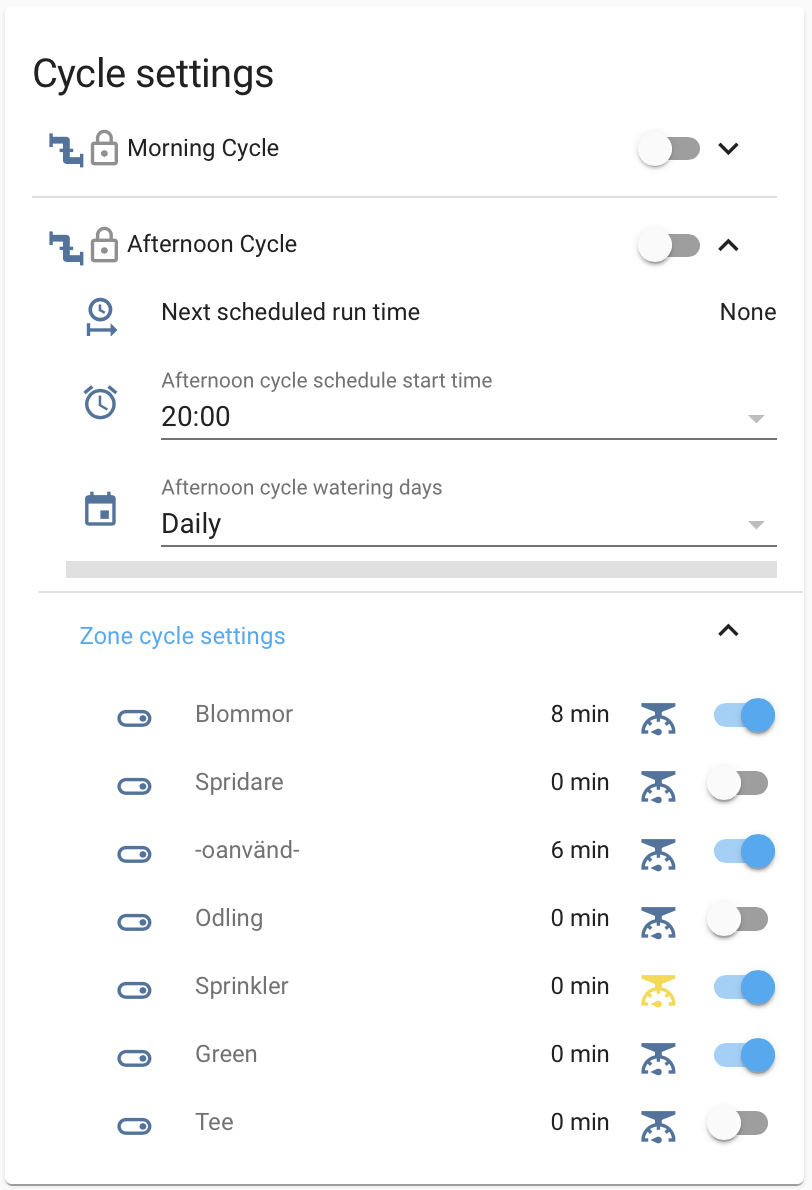 Cycle settings
Morning Cycle
Afternoon Cycle
Next scheduled run time None
Afternoon cycle schedule start time
20:00
Afternoon cycle watering days
Daily
Zone cycle settings
Blommor 8 min
Spridare 0 min
-oanvänd- 6 min
Odling 0 min
Sprinkler 0 min
Green 0 min
Tee 0 min